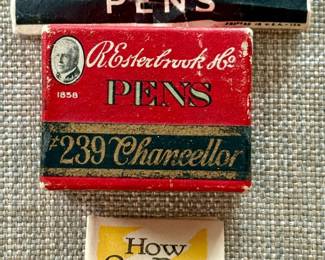 PENS
R. Esterbrook & Co
1858
PENS
#239 Chancellor
How